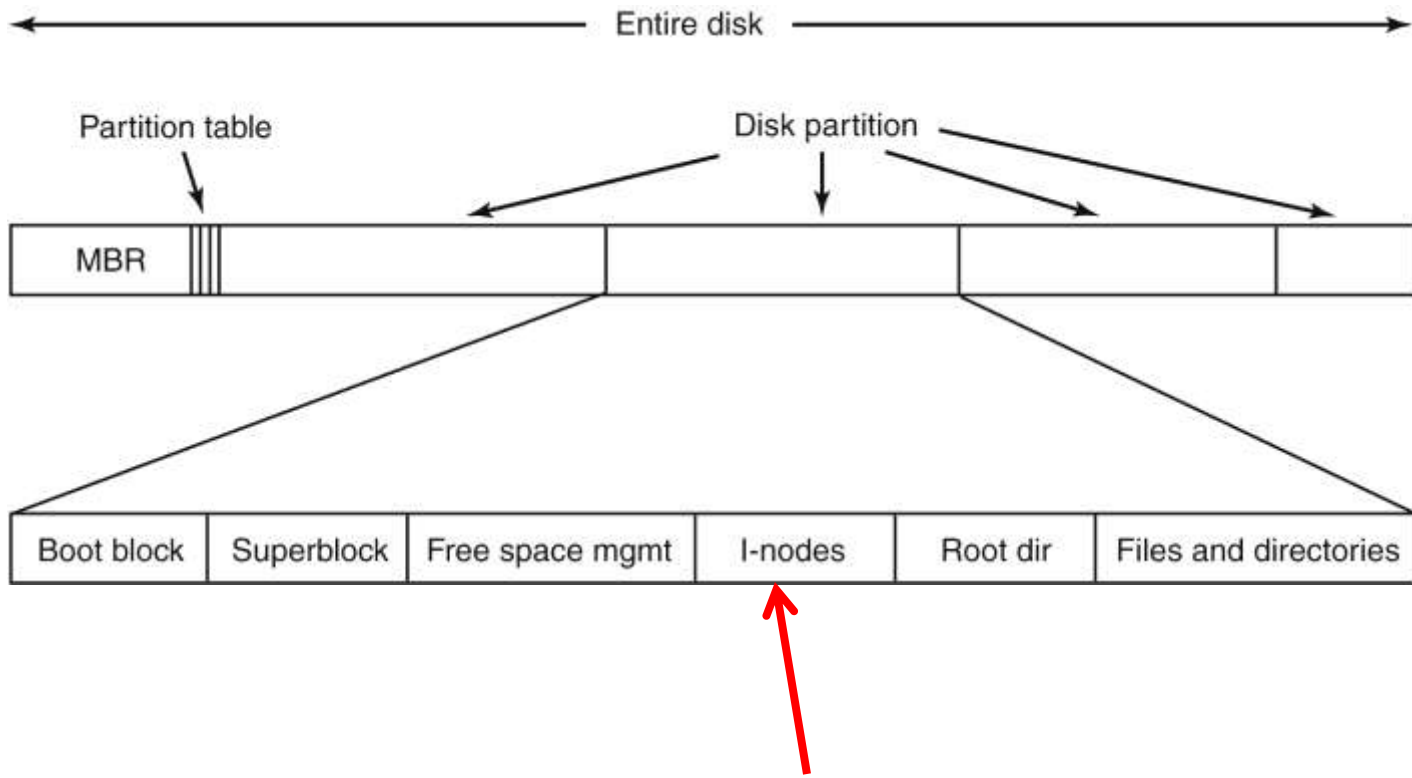 Entire disk
Partition table
Disk partition
MBR
Boot block
Superblock
Free space mgmt
I-nodes
Root dir
Files and directories